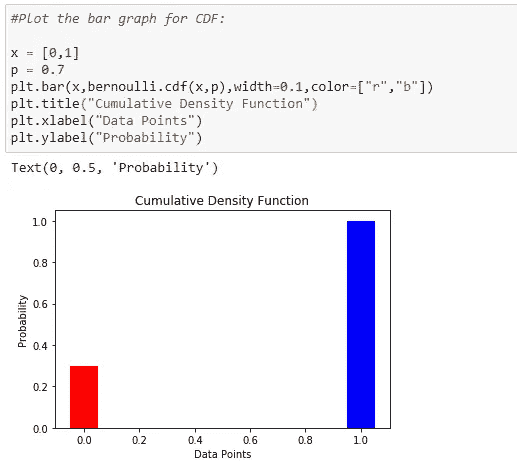 #Plot the bar graph for CDF:
x = [0,1]
p = 0.7
plt.bar(x,bernoulli.cdf(x,p),width=0.1,color=["r","b"])
plt.title("Cumulative Density Function")
plt.xlabel("Data Points")
plt.ylabel("Probability")
Text(0, 0.5, 'Probability')
Cumulative Density Function
1.0
0.8
0.6
0.4
0.2
0.0
Probability
0.0 0.2 0.4 0.6 0.8 1.0
Data Points